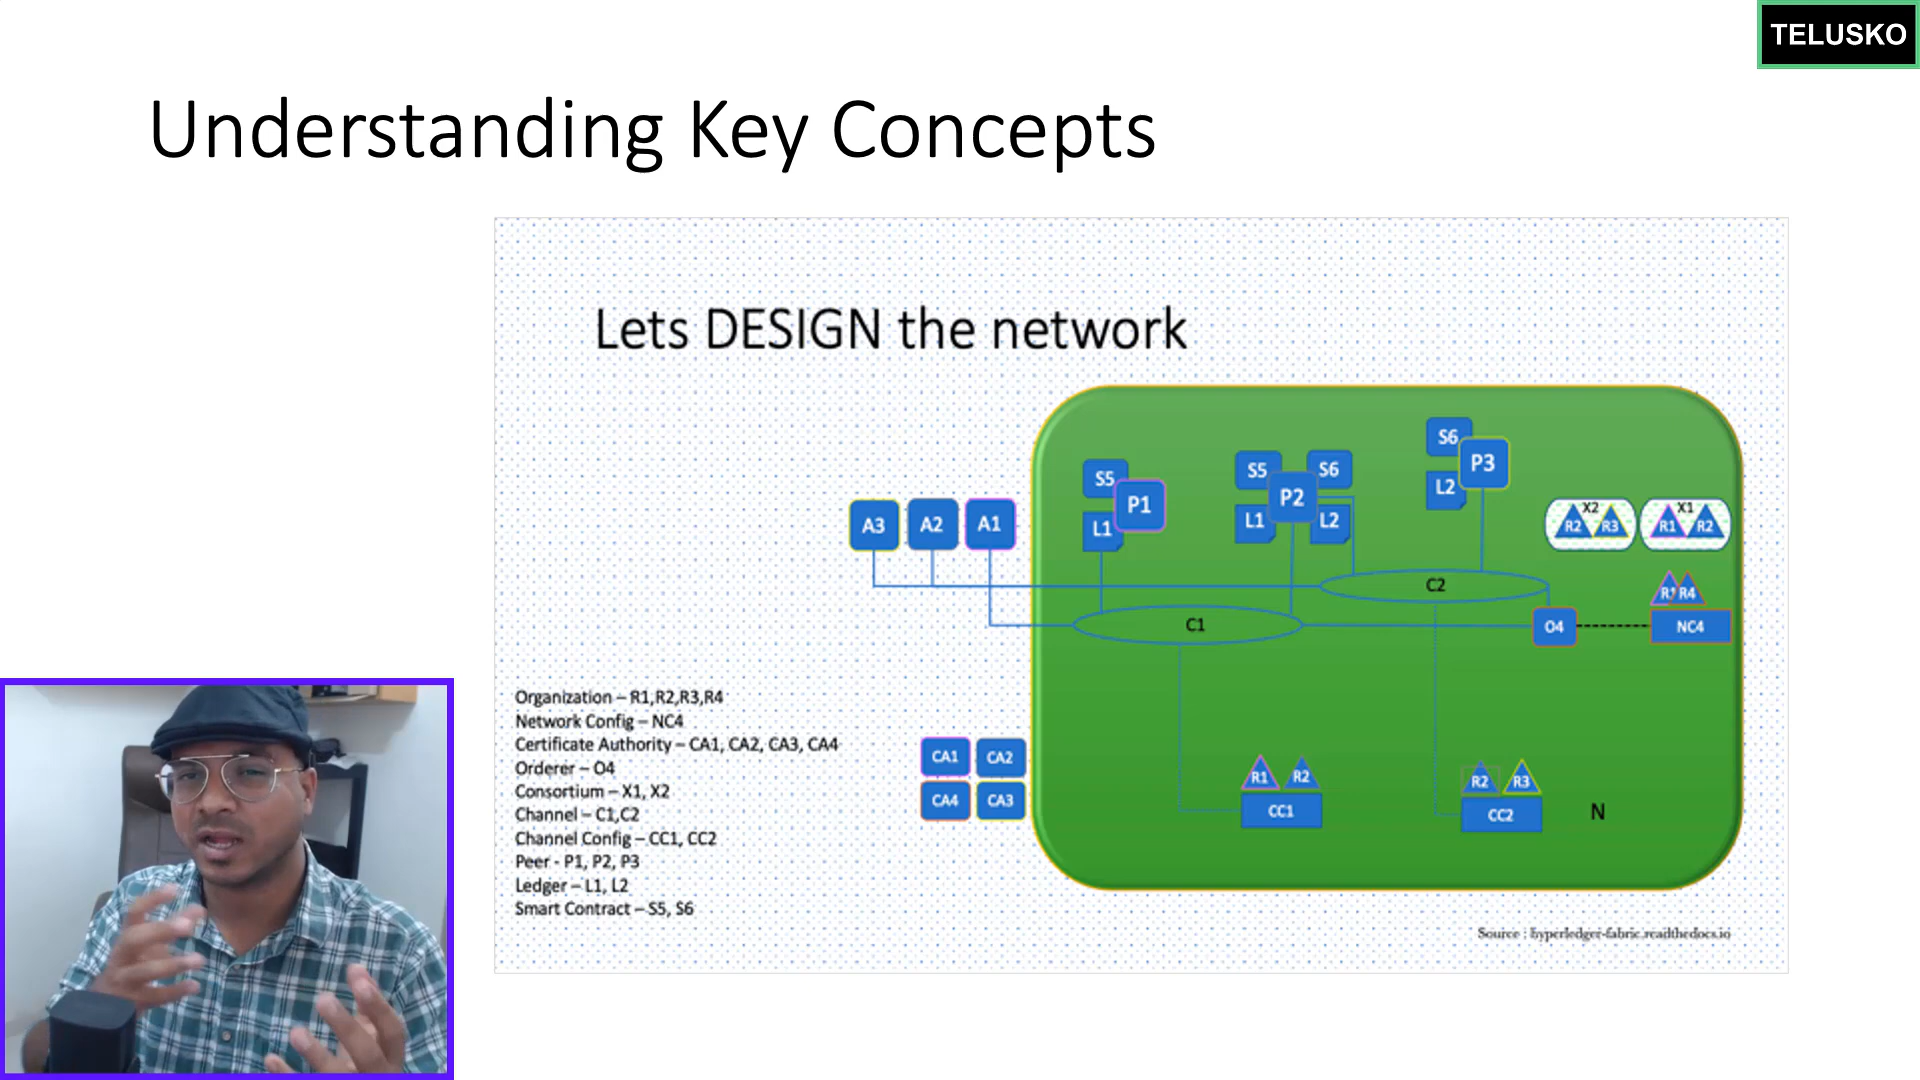 TELUSKO
Understanding Key Concepts
Lets DESIGN the network
S6
P3
L2
S5
P1
L1
S5
S6
P2
L1
L2
A3
A2
A1
X2
R2
R3
X1
R1
R2
C2
R1
R4
C1
O4
NC4
Organization – R1,R2,R3,R4
Network Config – NC4
Certificate Authority – CA1, CA2, CA3, CA4
Orderer – O4
Consortium – X1, X2
Channel – C1,C2
Channel Config – CC1, CC2
Peer - P1, P2, P3
Ledger – L1, L2
Smart Contract – S5, S6
CA1
CA2
CA4
CA3
R1
R2
CC1
R2
R3
CC2
N
Source : hyperledger-fabric.readthedocs.io